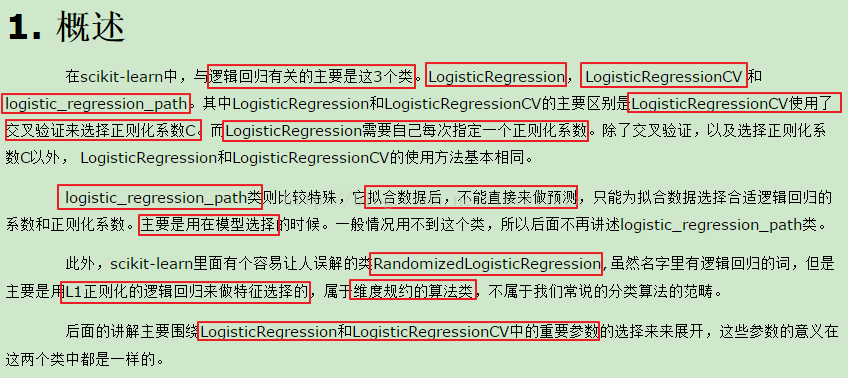 1. 概述
在scikit-learn中，与逻辑回归有关的主要是这3个类。LogisticRegression， LogisticRegressionCV 和
logistic_regression_path。其中LogisticRegression和LogisticRegressionCV的主要区别是LogisticRegressionCV使用了
交叉验证来选择正则化系数C。而LogisticRegression需要自己每次指定一个正则化系数。除了交叉验证，以及选择正则化系
数C以外， LogisticRegression和LogisticRegressionCV的使用方法基本相同。
logistic_regression_path类则比较特殊，它拟合数据后，不能直接来做预测，只能为拟合数据选择合适逻辑回归的
系数和正则化系数。主要是用在模型选择的时候。一般情况用不到这个类，所以后面不再讲述logistic_regression_path类。
此外，scikit-learn里面有个容易让人误解的类RandomizedLogisticRegression,虽然名字里有逻辑回归的词，但是
主要是用L1正则化的逻辑回归来做特征选择的，属于维度规约的算法类，不属于我们常说的分类算法的范畴。
后面的讲解主要围绕LogisticRegression和LogisticRegressionCV中的重要参数的选择来来展开，这些参数的意义在
这两个类中都是一样的。